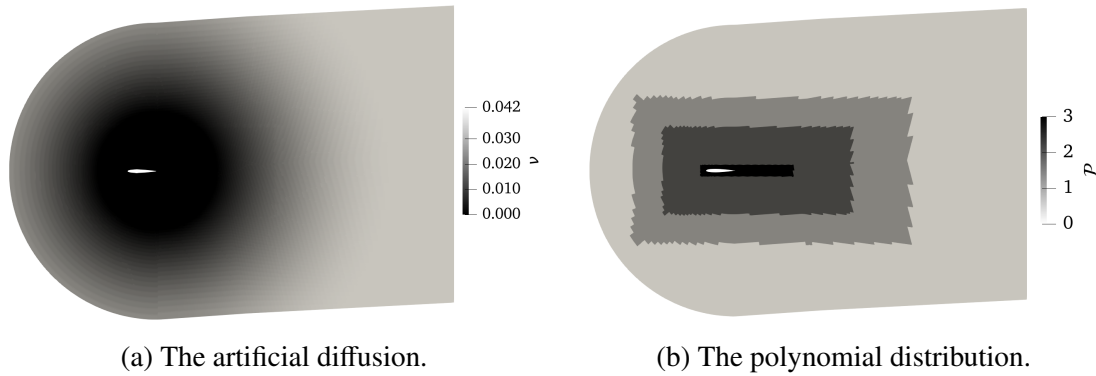 0.042
0.030
0.020
0.010
0.000
ν
3
2
1
0
𝒫
(a) The artificial diffusion.
(b) The polynomial distribution.